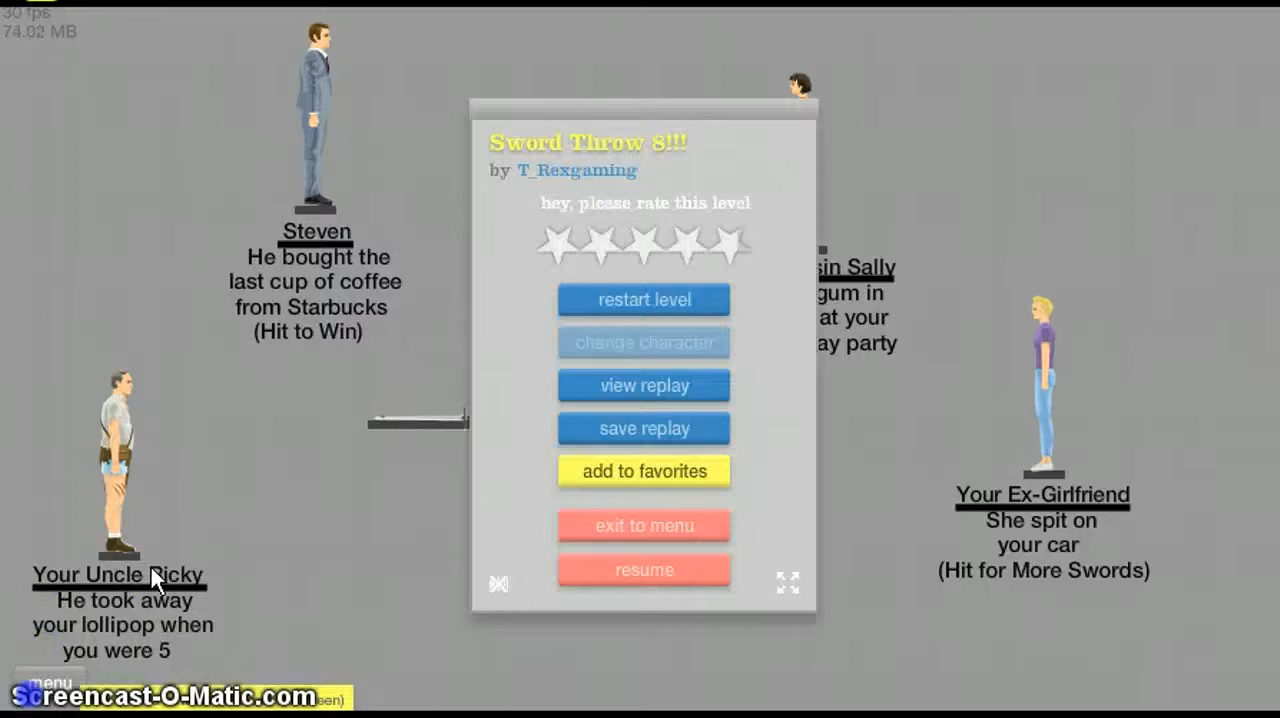 30 fps
74.02 MB
Sword Throw 8!!!
by T_Rexgaming
hey, please rate this level
restart level
change character
view replay
save replay
add to favorites
exit to menu
resume
Steven
He bought the
last cup of coffee
from Starbucks
(Hit to Win)
sin Sally
gum in
at your
ay party
Your Ex-Girlfriend
She spit on
your car
(Hit for More Swords)
Your Uncle Ricky
He took away
your lollipop when
you were 5
menu
Screencast-O-Matic.com